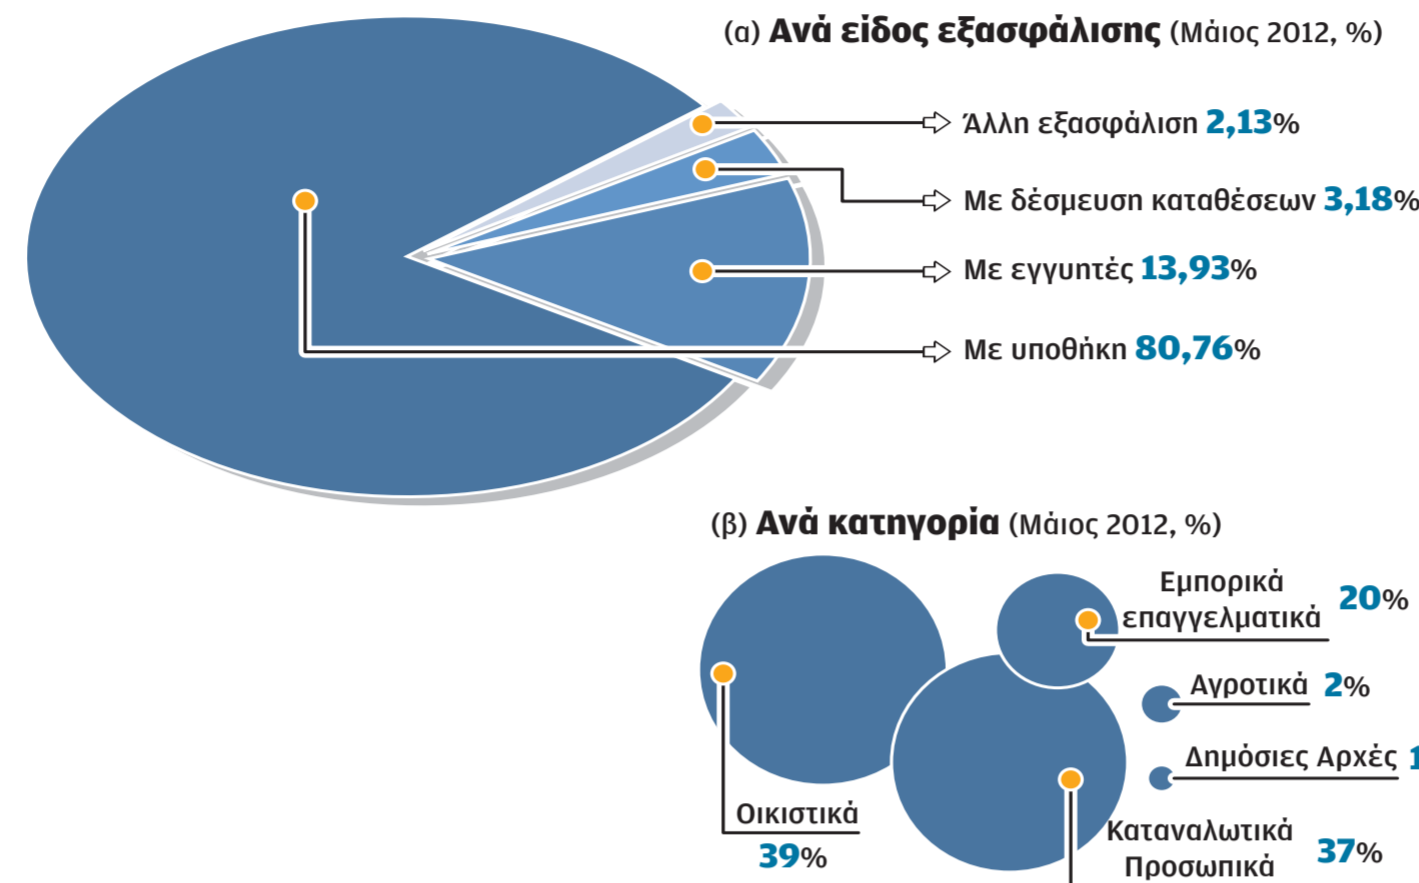 (α) Ανά είδος εξασφάλισης (Μάιος 2012, %)
Άλλη εξασφάλιση 2,13%
Με δέσμευση καταθέσεων 3,18%
Με εγγυητές 13,93%
Με υποθήκη 80,76%
(β) Ανά κατηγορία (Μάιος 2012, %)
Εμπορικά
επαγγελματικά 20%
Αγροτικά 2%
Δημόσιες Αρχές
Οικιστικά
39%
Καταναλωτικά
Προσωπικά 37%